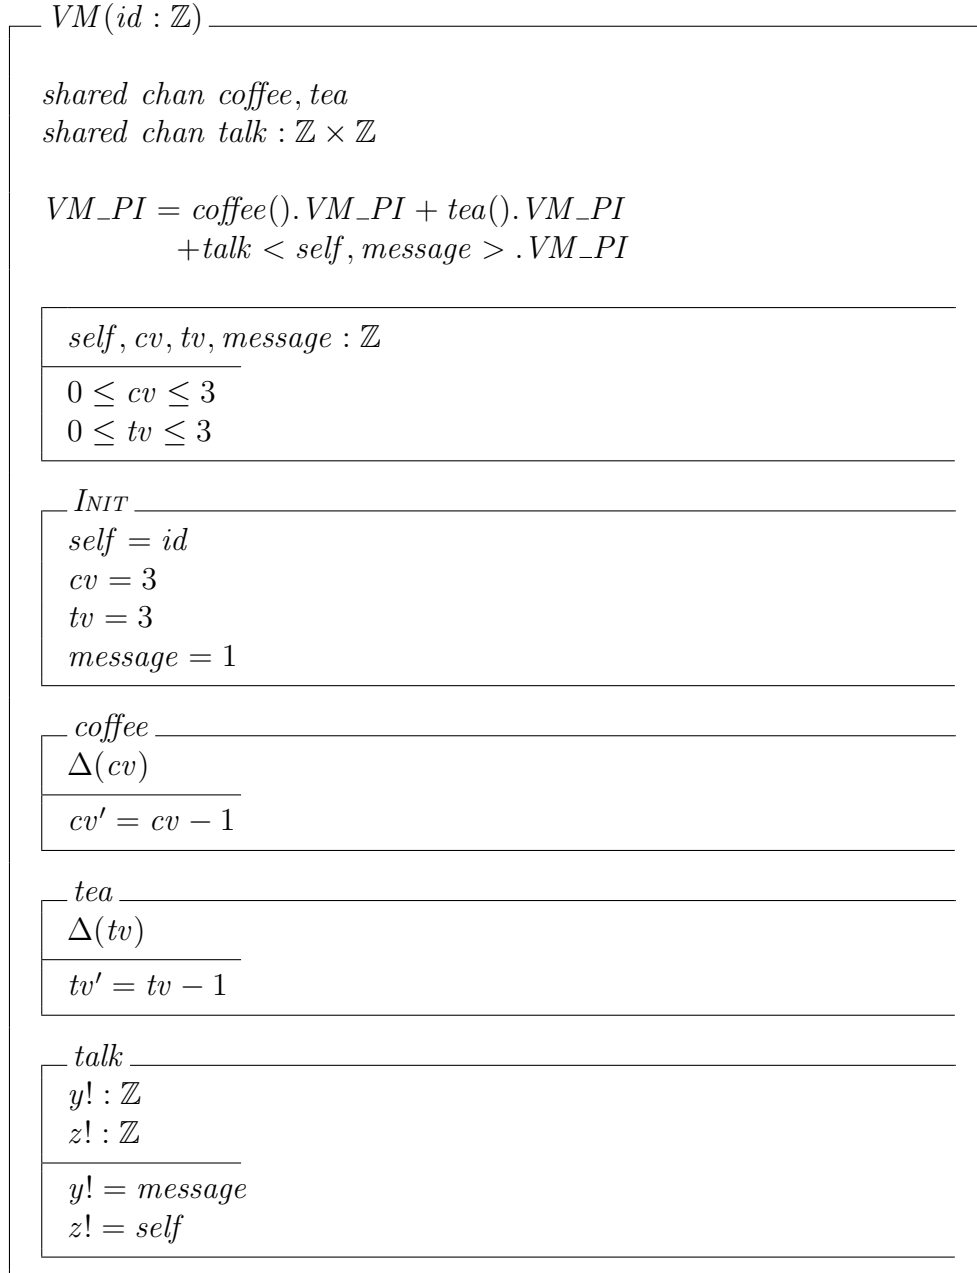 VM(id : ℤ)
shared chan coffee, tea
shared chan talk : ℤ × ℤ
VM_PI = coffee().VM_PI + tea().VM_PI
+talk < self, message > .VM_PI
self, cv, tv, message : ℤ
0 ≤ cv ≤ 3
0 ≤ tv ≤ 3
INIT
self = id
cv = 3
tv = 3
message = 1
coffee
Δ(cv)
cv′ = cv − 1
tea
Δ(tv)
tv′ = tv − 1
talk
y! : ℤ
z! : ℤ
y! = message
z! = self